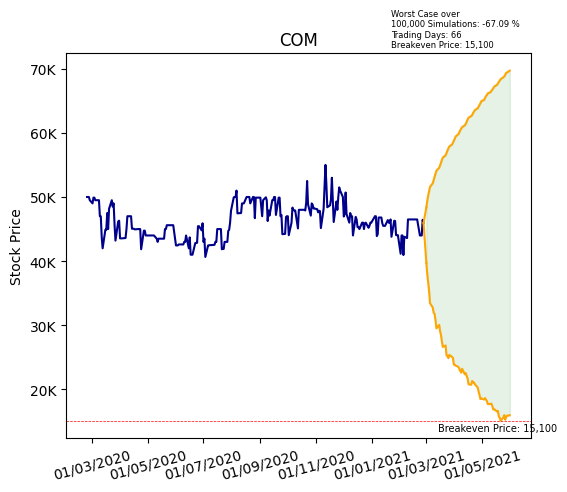 Worst Case over
100,000 Simulations: -67.09 %
Trading Days: 66
Breakeven Price: 15,100
COM
Stock Price
70K
60K
50K
40K
30K
20K
Breakeven Price: 15,100
01/03/2020
01/05/2020
01/07/2020
01/09/2020
01/11/2020
01/01/2021
01/03/2021
01/05/2021